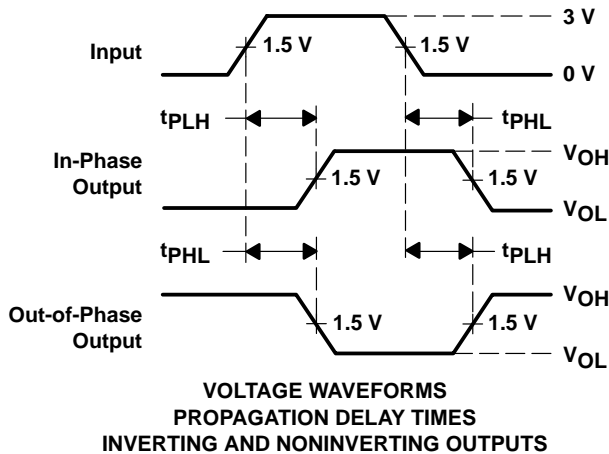 3 V
Input
1.5 V
1.5 V
0 V
tPLH
tPHL
In-Phase
Output
VOH
1.5 V
1.5 V
VOL
tPHL
tPLH
Out-of-Phase
Output
VOH
1.5 V
1.5 V
VOL
VOLTAGE WAVEFORMS
PROPAGATION DELAY TIMES
INVERTING AND NONINVERTING OUTPUTS